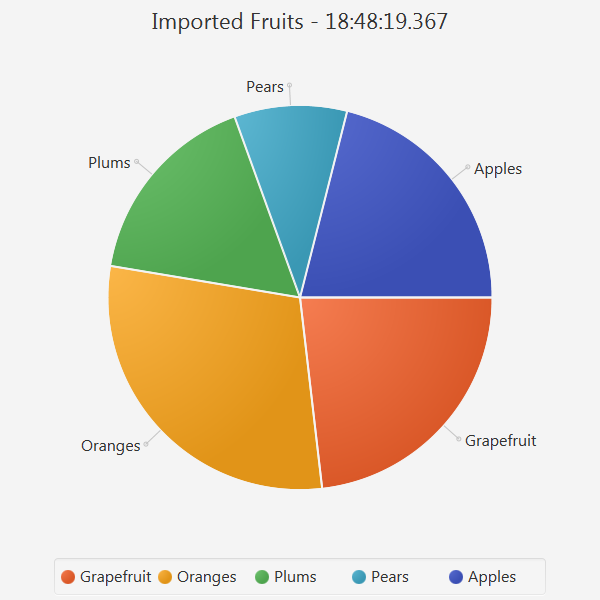 Imported Fruits - 18:48:19.367
Pears
Plums
Apples
Oranges
Grapefruit
Grapefruit Oranges Plums Pears Apples